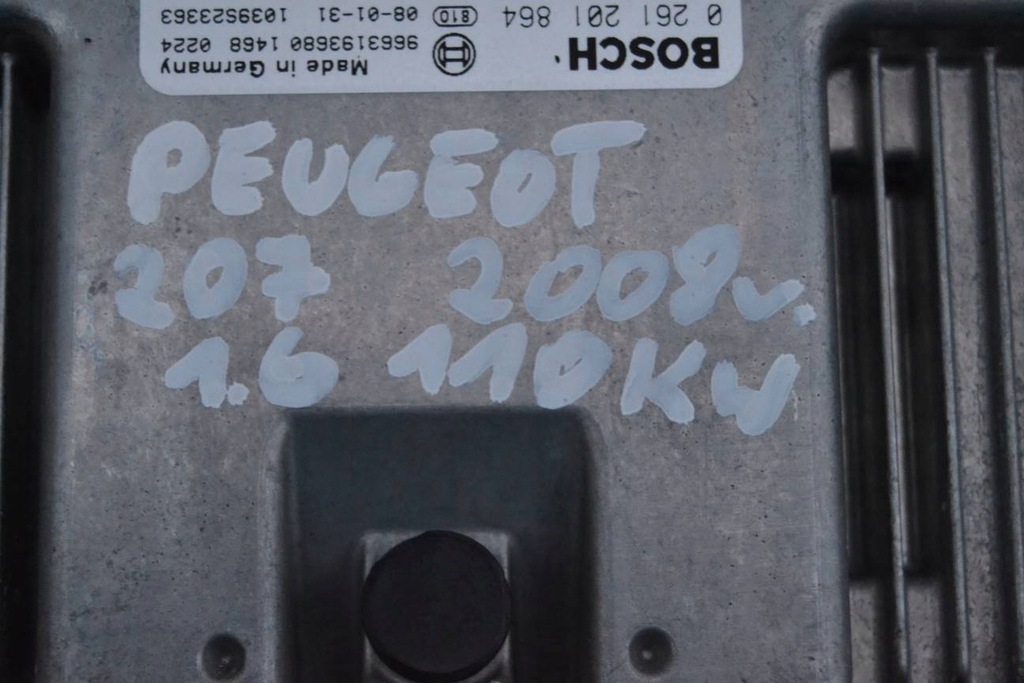 0 261 201 864 810 08-01-31 1039S23363
BOSCH 9663193680 1468 0224
Made in Germany
PEUGEOT
207 2008v.
1.6 110KW